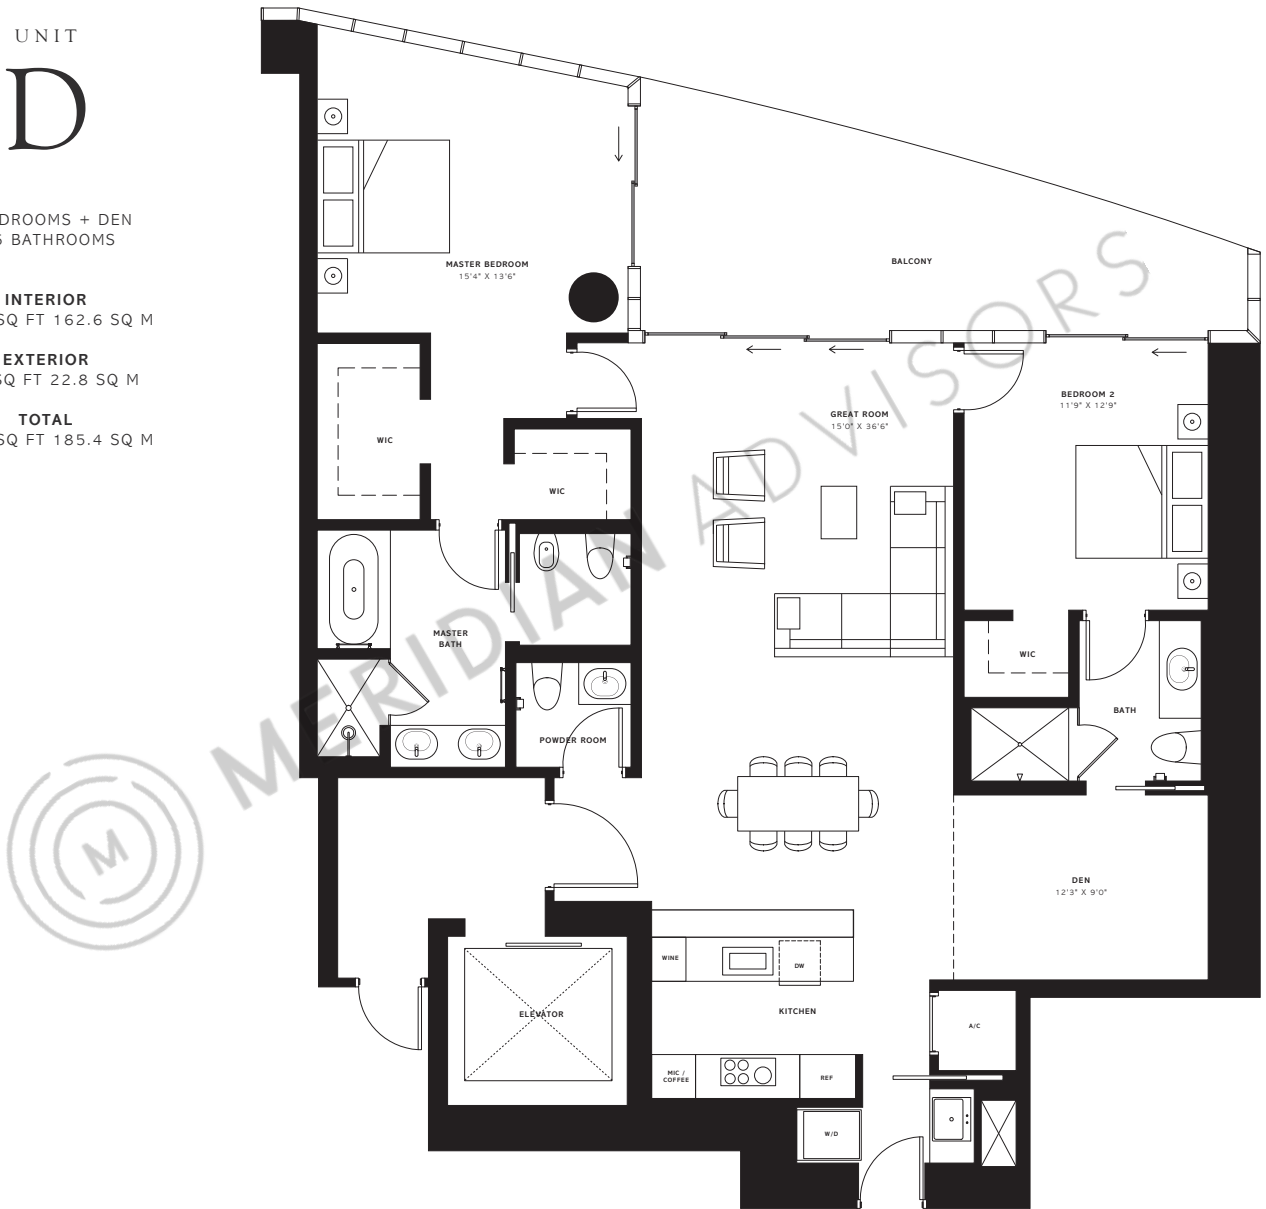 UNIT
D
DROOMS + DEN
BATHROOMS
INTERIOR
SQ FT 162.6 SQ M
EXTERIOR
SQ FT 22.8 SQ M
TOTAL
SQ FT 185.4 SQ M
MASTER BEDROOM
15'4" X 13'6"
BALCONY
BEDROOM 2
11'9" X 12'9"
GREAT ROOM
15'0" X 36'6"
WIC
WIC
MASTER
BATH
WIC
BATH
POWDER ROOM
DEN
12'3" X 9'0"
WINE
DW
KITCHEN
ELEVATOR
A/C
MIC /
COFFEE
REF
W/D
M MERIDIAN ADVISORS